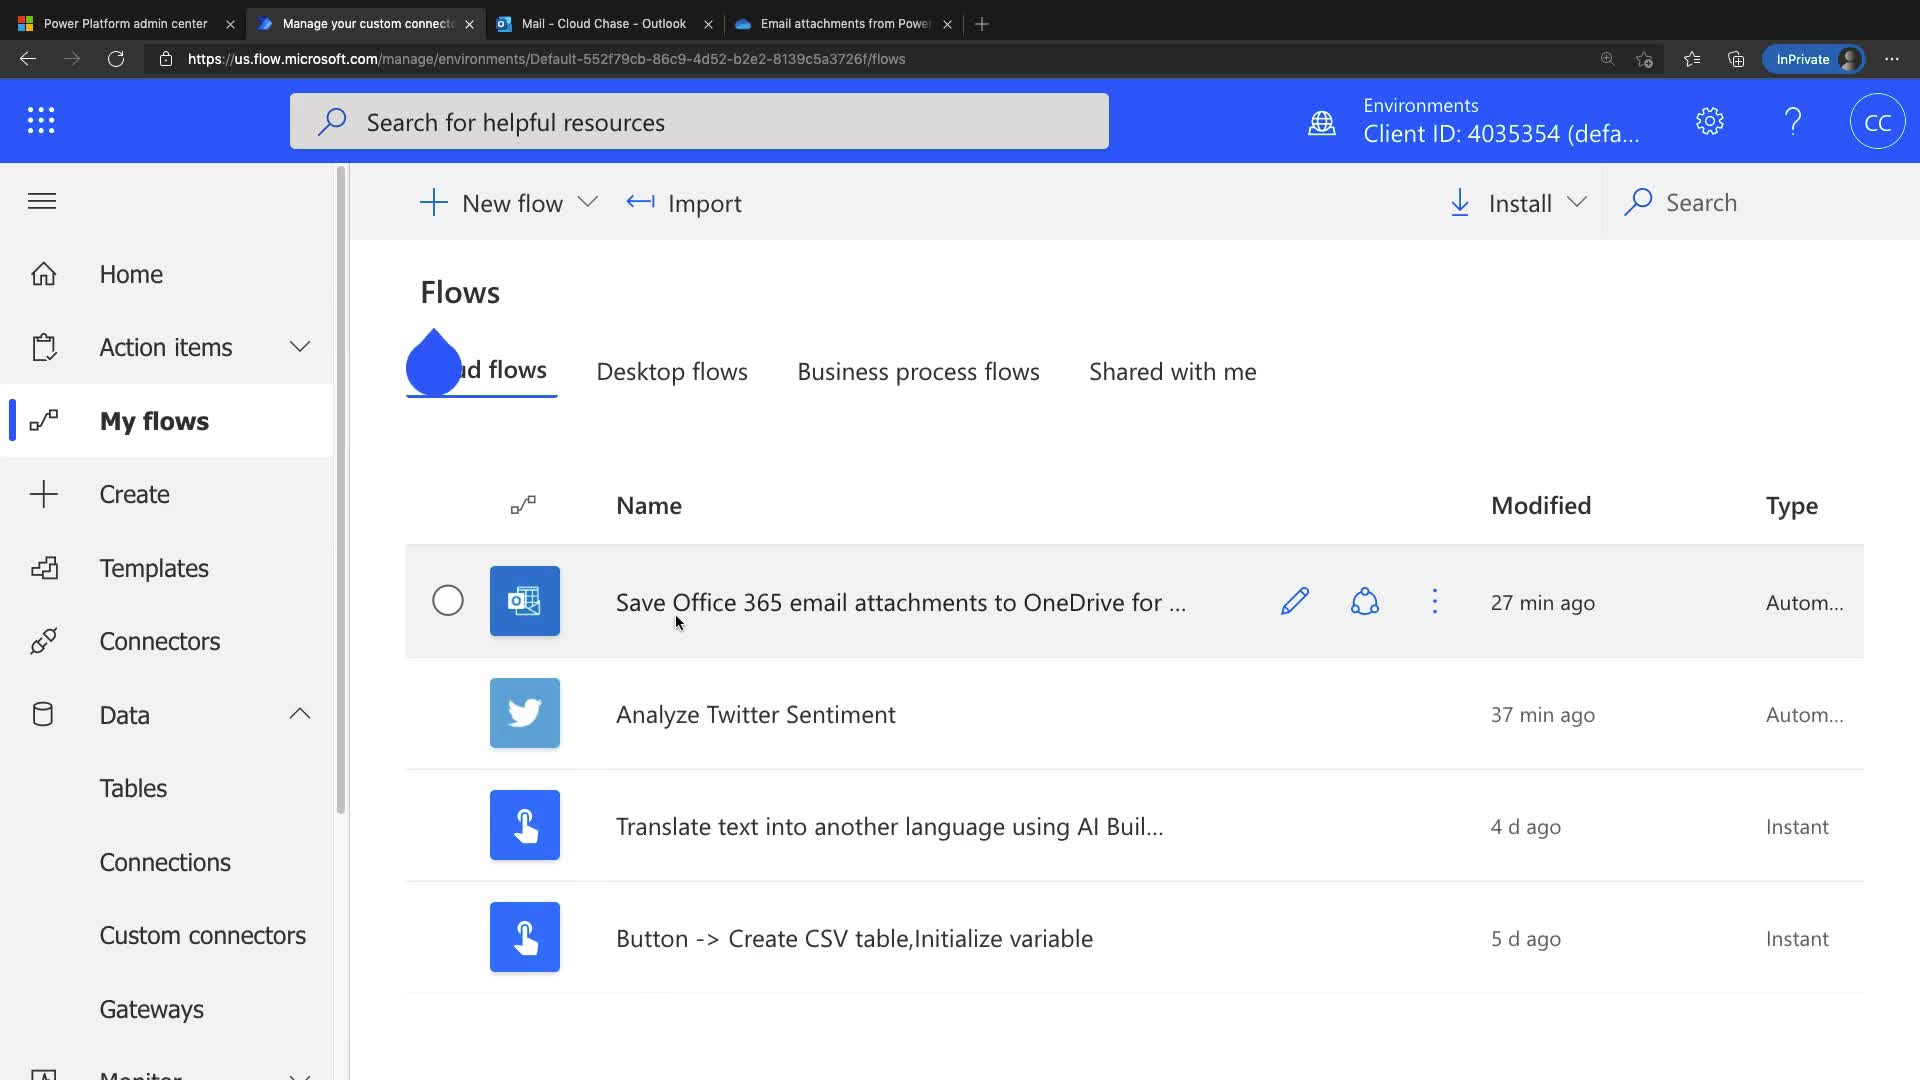 Power Platform admin center
Manage your custom connecto
Mail - Cloud Chase - Outlook
Email attachments from Powe
https://us.flow.microsoft.com/manage/environments/Default-552f79cb-86c9-4d52-b2e2-8139c5a3726f/flows
InPrivate
Search for helpful resources
Environments
Client ID: 4035354 (defa...
CC
New flow
Import
Install
Search
Home
Action items
My flows
Create
Templates
Connectors
Data
Tables
Connections
Custom connectors
Gateways
Monitor
Flows
ud flows
Desktop flows
Business process flows
Shared with me
Name
Modified
Type
Save Office 365 email attachments to OneDrive for ...
27 min ago
Autom...
Analyze Twitter Sentiment
37 min ago
Autom...
Translate text into another language using AI Buil...
4 d ago
Instant
Button -> Create CSV table,Initialize variable
5 d ago
Instant